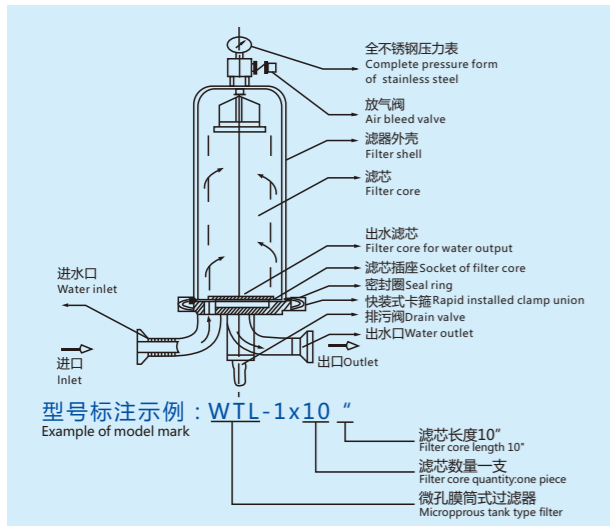 全不锈钢压力表
Complete pressure form
of stainless steel
放气阀
Air bleed valve
滤器外壳
Filter shell
滤芯
Filter core
出水滤芯
Filter core for water output
滤芯插座Socket of filter core
密封圈Seal ring
快装式卡箍Rapid installed clamp union
排污阀Drain valve
出水口Water outlet
进水口
Water inlet
进口
Inlet
出口Outlet
型号标注示例：WTL-1x10 "
Example of model mark
滤芯长度10"
Filter core length 10"
滤芯数量一支
Filter core quantity:one piece
微孔膜筒式过滤器
Micropprous tank type filter